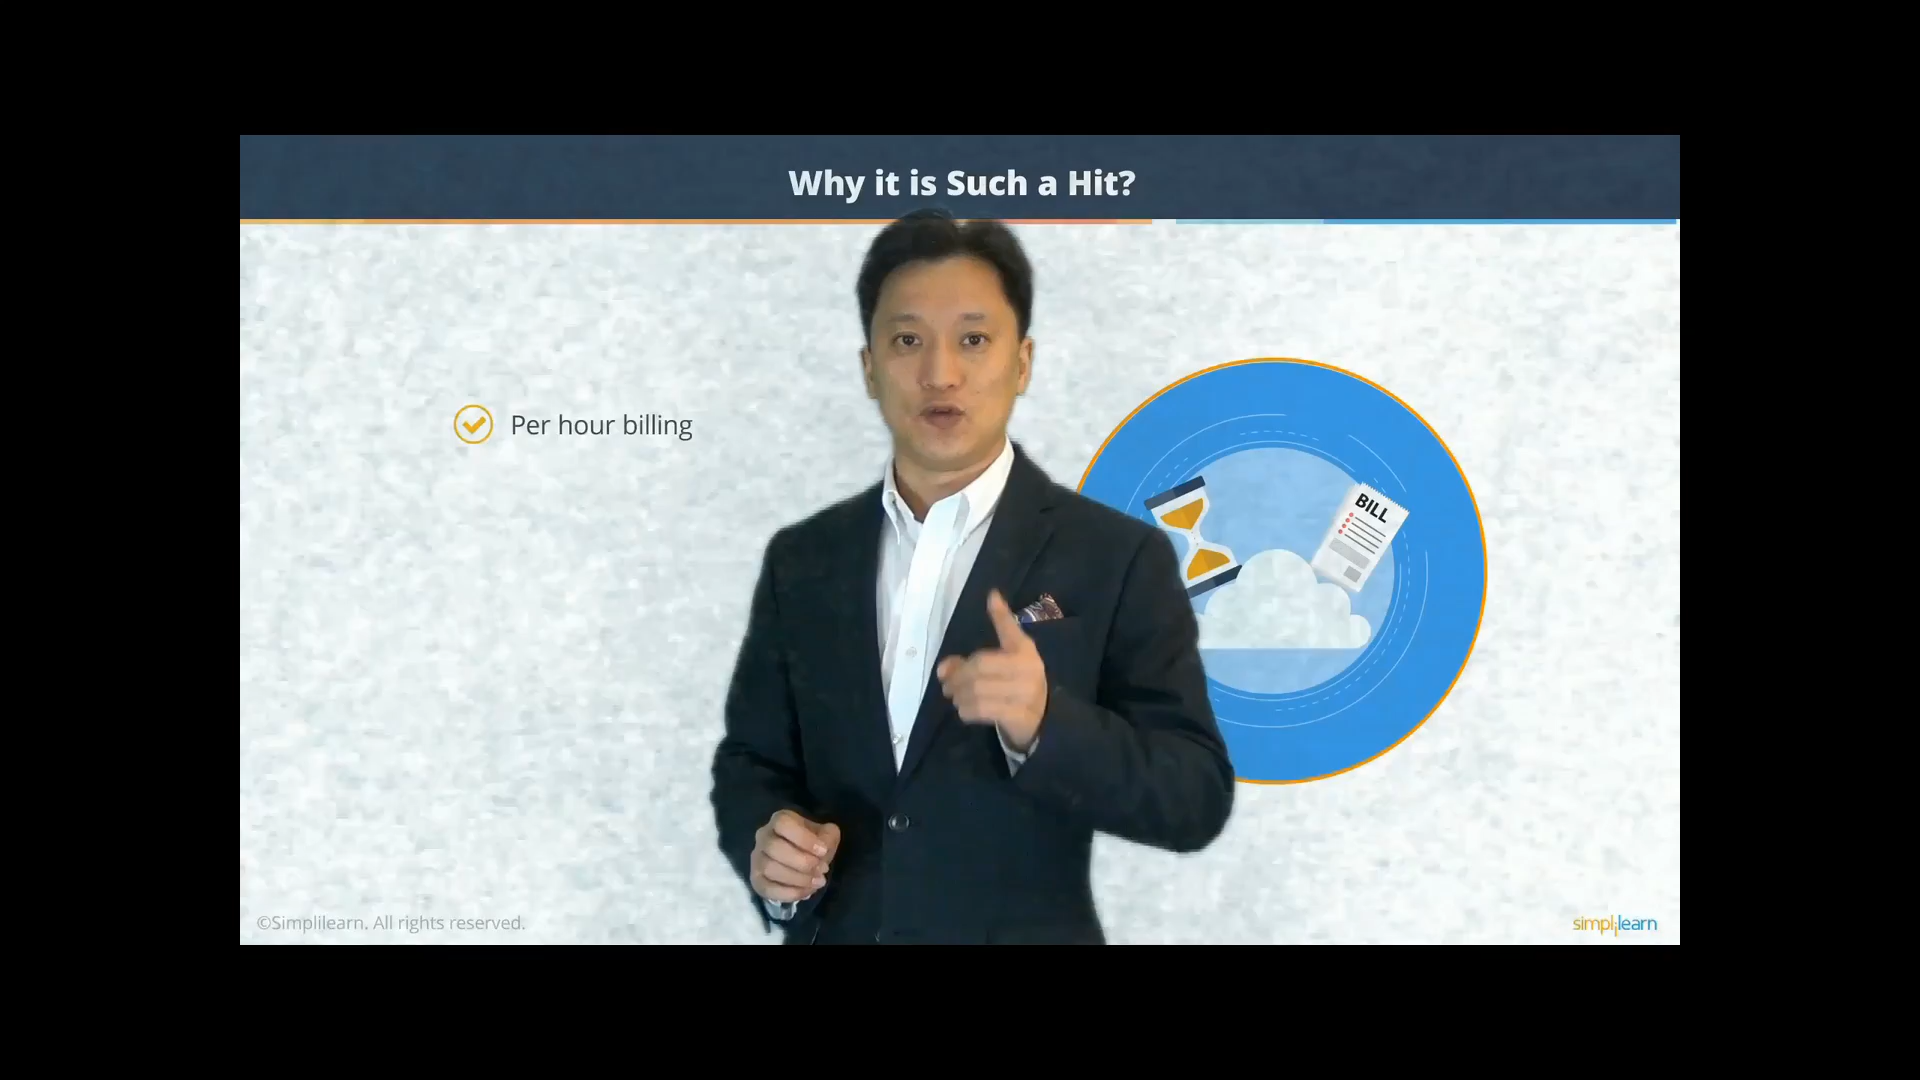 Why it is Such a Hit?
Per hour billing
BILL
©Simplilearn. All rights reserved.
simplilearn